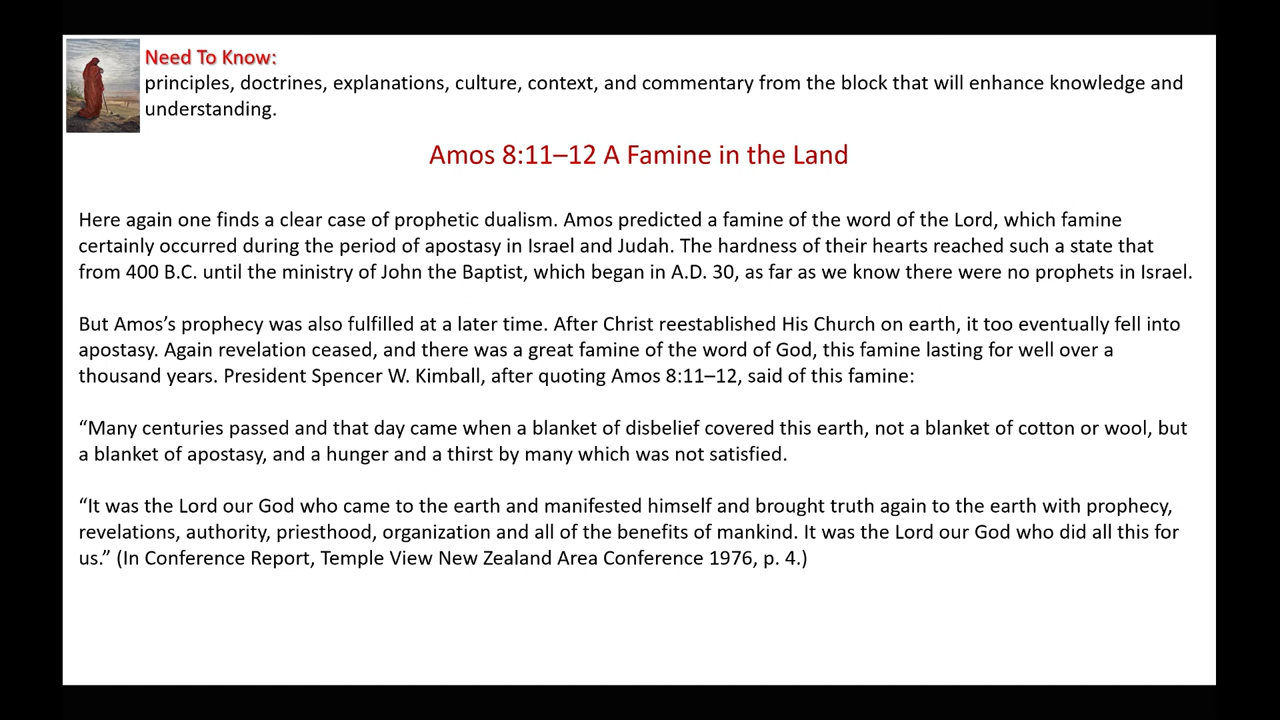 Need To Know:
principles, doctrines, explanations, culture, context, and commentary from the block that will enhance knowledge and
understanding.
Amos 8:11–12 A Famine in the Land
Here again one finds a clear case of prophetic dualism. Amos predicted a famine of the word of the Lord, which famine
certainly occurred during the period of apostasy in Israel and Judah. The hardness of their hearts reached such a state that
from 400 B.C. until the ministry of John the Baptist, which began in A.D. 30, as far as we know there were no prophets in Israel.
But Amos’s prophecy was also fulfilled at a later time. After Christ reestablished His Church on earth, it too eventually fell into
apostasy. Again revelation ceased, and there was a great famine of the word of God, this famine lasting for well over a
thousand years. President Spencer W. Kimball, after quoting Amos 8:11–12, said of this famine:
“Many centuries passed and that day came when a blanket of disbelief covered this earth, not a blanket of cotton or wool, but
a blanket of apostasy, and a hunger and a thirst by many which was not satisfied.
“It was the Lord our God who came to the earth and manifested himself and brought truth again to the earth with prophecy,
revelations, authority, priesthood, organization and all of the benefits of mankind. It was the Lord our God who did all this for
us.” (In Conference Report, Temple View New Zealand Area Conference 1976, p. 4.)